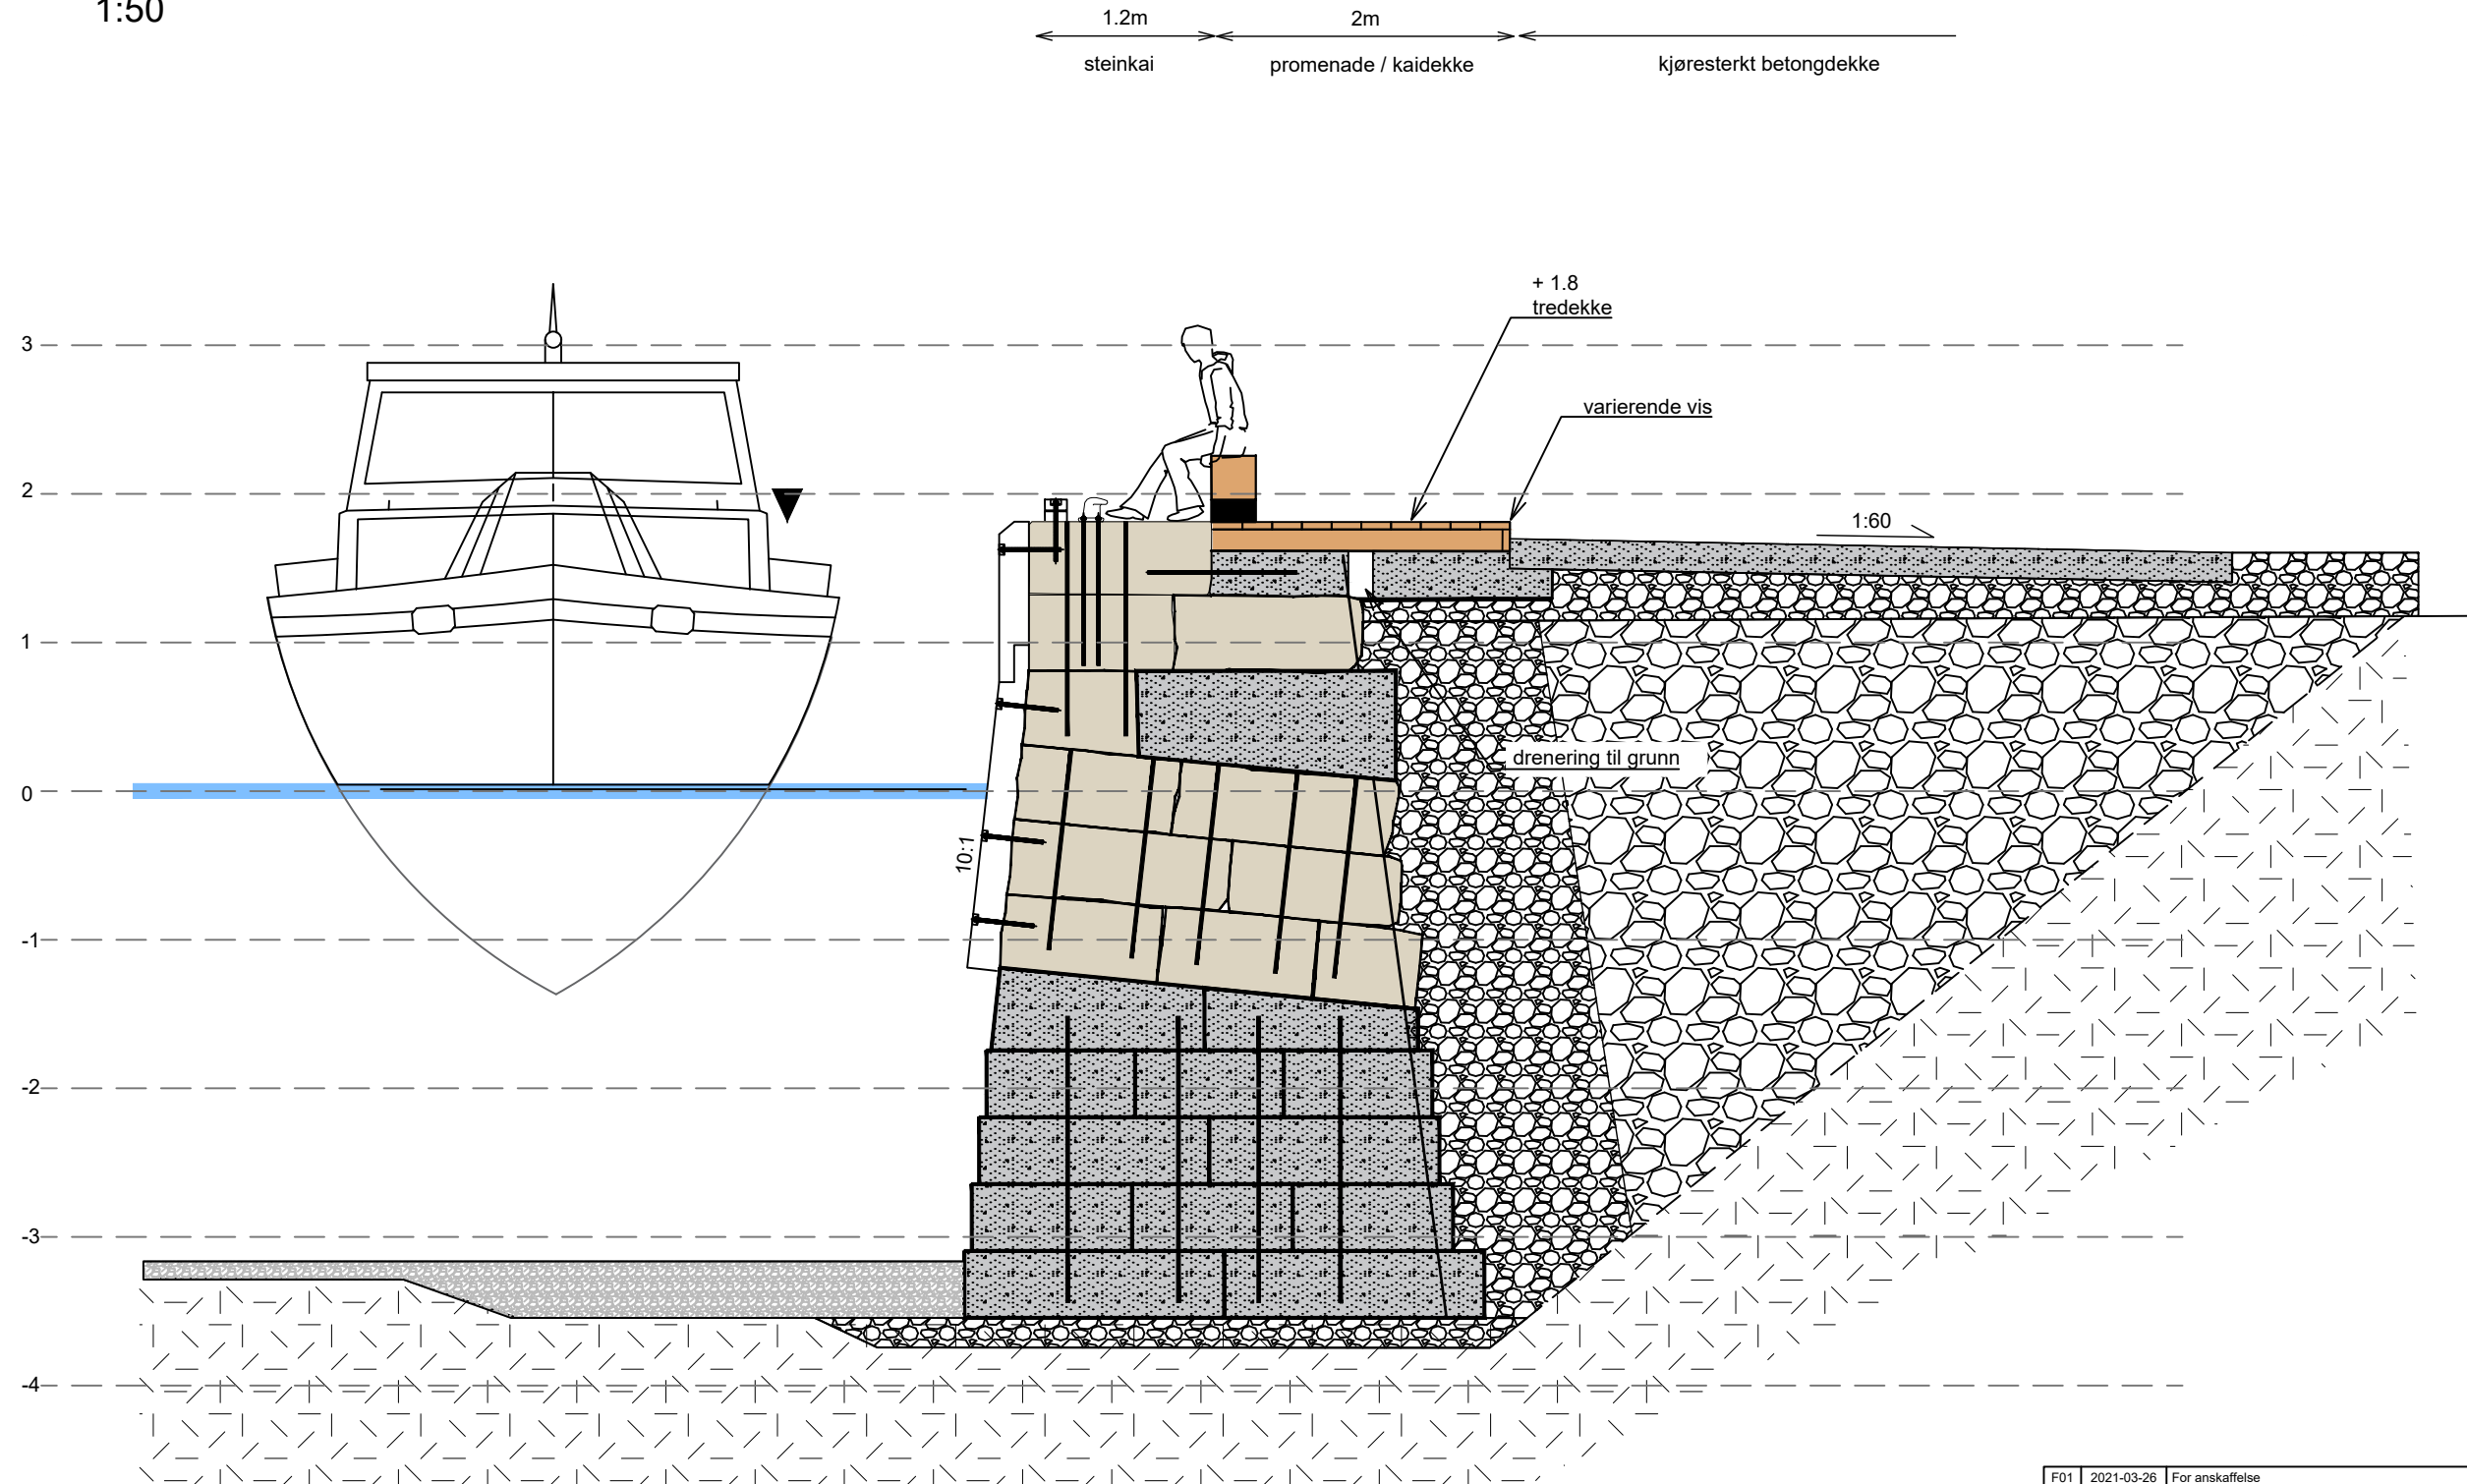 1:50
1.2m
2m
steinkai
promenade / kaidekke
kjøresterkt betongdekke
+ 1.8
tredekke
3
varierende vis
2
1:60
1
drenering til grunn
0
10:1
-1
-2
-3
-4
F01 2021-03-26 For anskaffelse